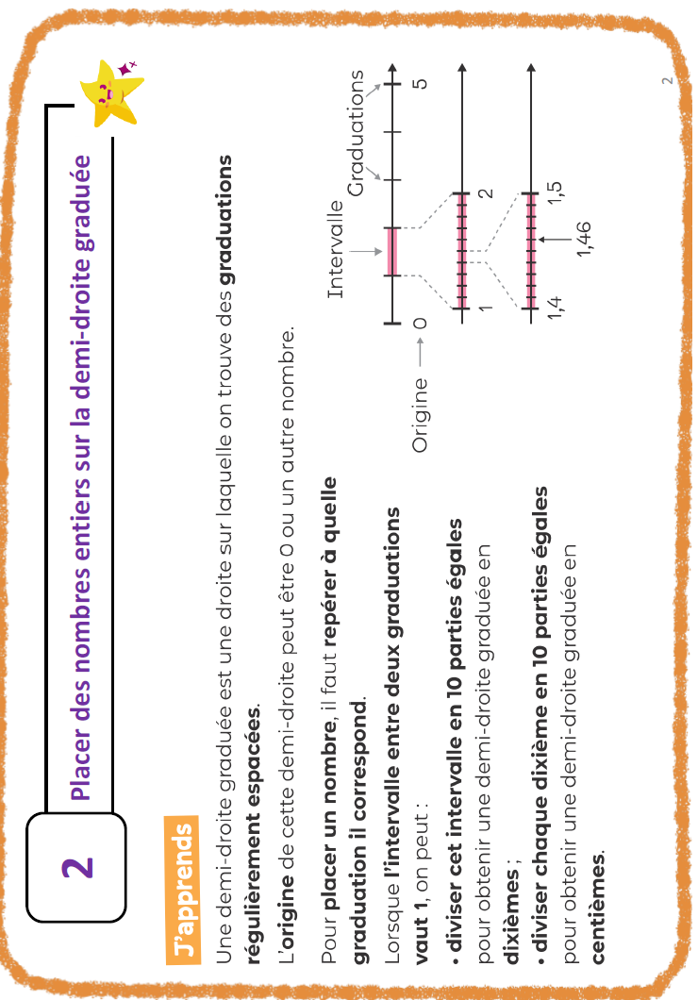 2
Placer des nombres entiers sur la demi-droite graduée
J'apprends
Une demi-droite graduée est une droite sur laquelle on trouve des graduations
régulièrement espacées.
L'origine de cette demi-droite peut être 0 ou un autre nombre.
Pour placer un nombre, il faut repérer à quelle
graduation il correspond.
Lorsque l'intervalle entre deux graduations
vaut 1, on peut :
• diviser cet intervalle en 10 parties égales
pour obtenir une demi-droite graduée en
dixièmes ;
• diviser chaque dixième en 10 parties égales
pour obtenir une demi-droite graduée en
centièmes.
Intervalle
Graduations
Origine
0 5
1 2
1,4 1,5
1,46
2